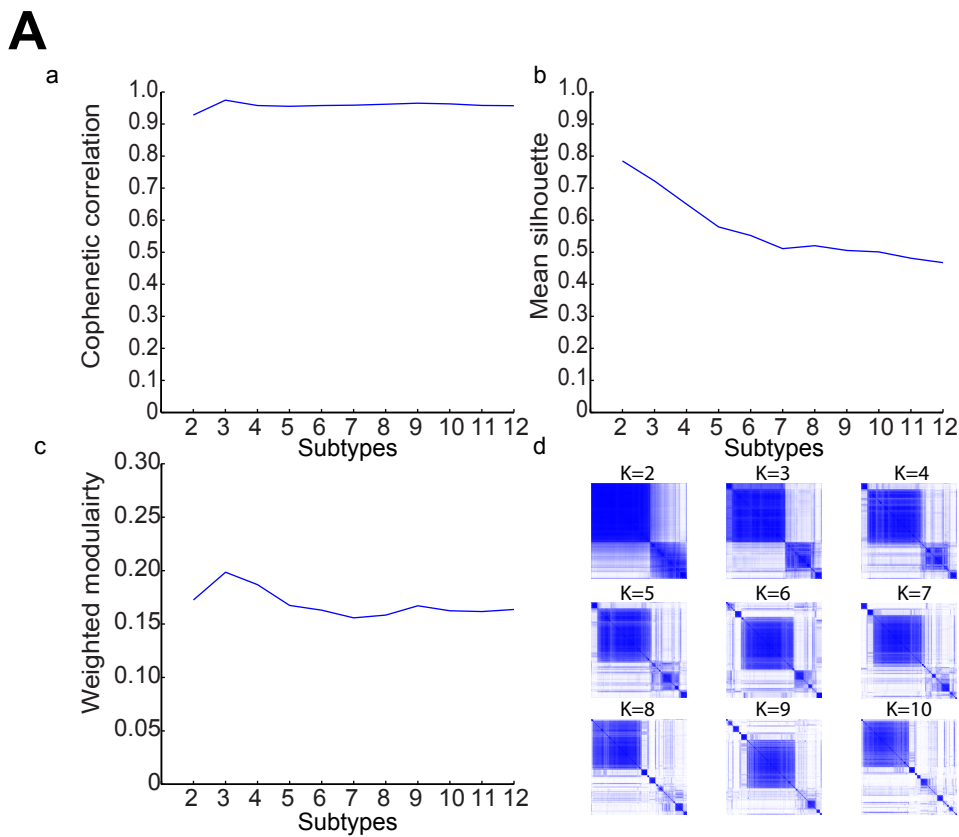 A
a
Cophenetic correlation
1.0
0.9
0.8
0.7
0.6
0.5
0.4
0.3
0.2
0.1
0
2 3 4 5 6 7 8 9 10 11 12
Subtypes
b
Mean silhouette
1.0
0.9
0.8
0.7
0.6
0.5
0.4
0.3
0.2
0.1
0
2 3 4 5 6 7 8 9 10 11 12
Subtypes
c
Weighted modulairty
0.30
0.25
0.20
0.15
0.10
0.05
0
2 3 4 5 6 7 8 9 10 11 12
Subtypes
d
K=2 K=3 K=4
K=5 K=6 K=7
K=8 K=9 K=10